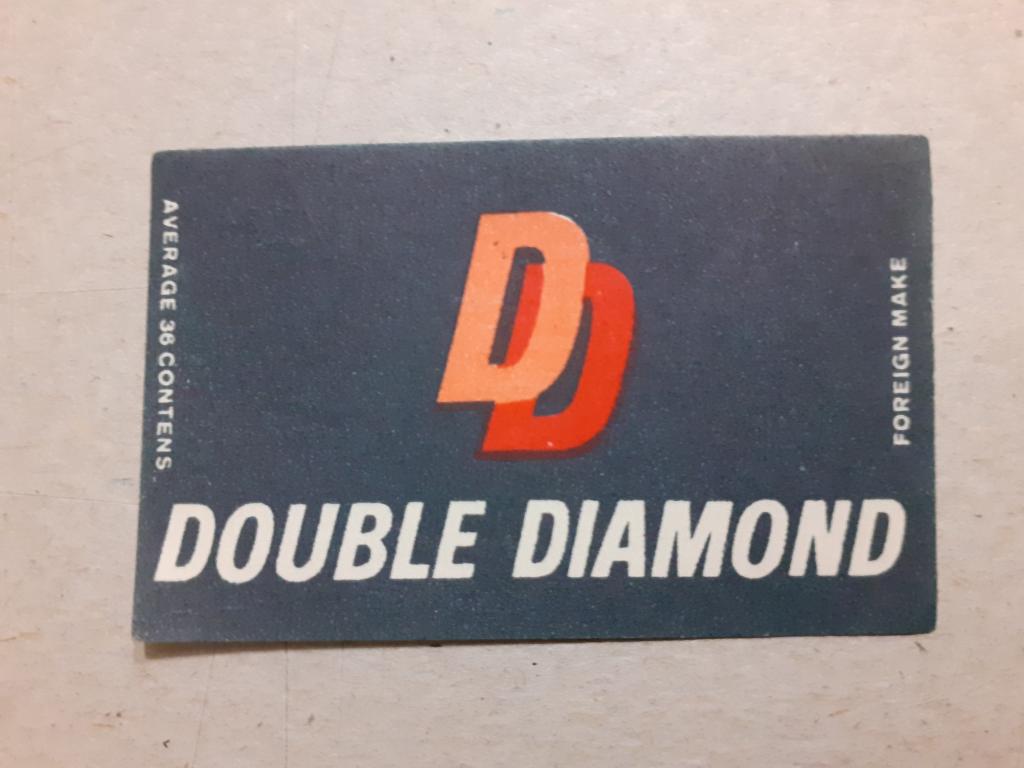 AVERAGE 36 CONTENS
DD
FOREIGN MAKE
DOUBLE DIAMOND